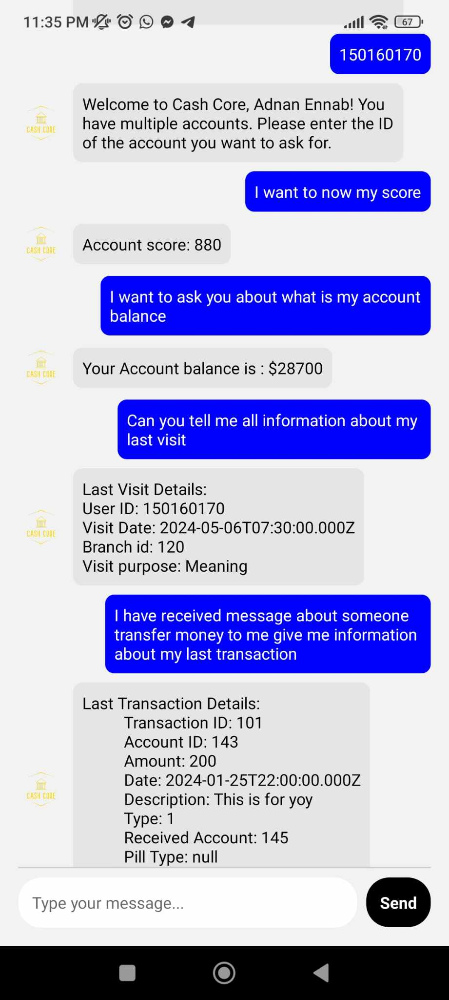 11:35 PM
67
150160170
Welcome to Cash Core, Adnan Ennab! You
have multiple accounts. Please enter the ID
of the account you want to ask for.
CASH CORE
I want to now my score
CASH CORE
Account score: 880
I want to ask you about what is my account
balance
CASH CORE
Your Account balance is : $28700
Can you tell me all information about my
last visit
Last Visit Details:
User ID: 150160170
Visit Date: 2024-05-06T07:30:00.000Z
Branch id: 120
Visit purpose: Meaning
CASH CORE
I have received message about someone
transfer money to me give me information
about my last transaction
Last Transaction Details:
Transaction ID: 101
Account ID: 143
Amount: 200
Date: 2024-01-25T22:00:00.000Z
Description: This is for yoy
Type: 1
Received Account: 145
Pill Type: null
CASH CORE
Type your message...
Send